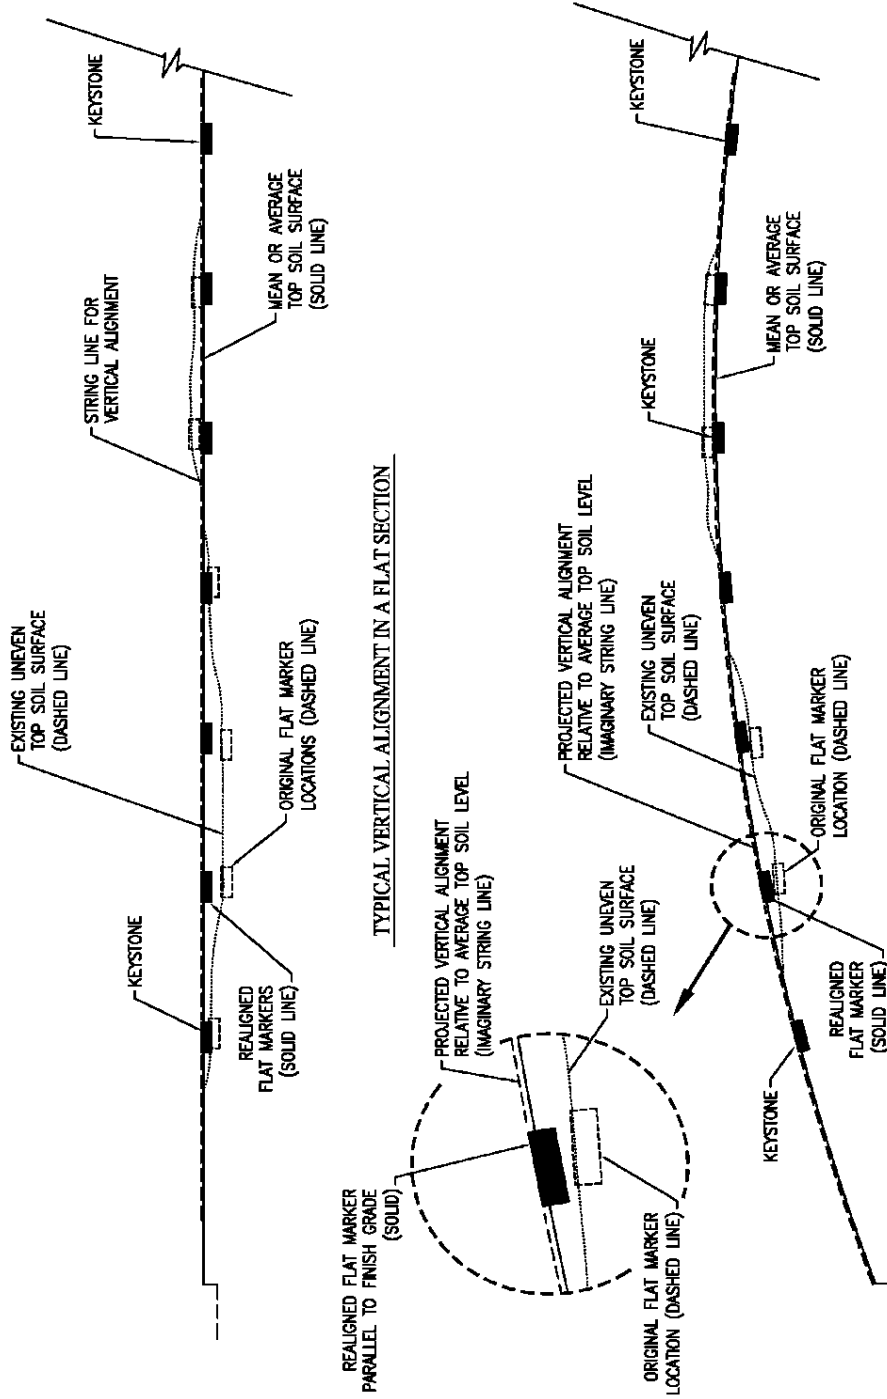 EXISTING UNEVEN
TOP SOIL SURFACE
(DASHED LINE)
STRING LINE FOR
VERTICAL ALIGNMENT
KEYSTONE
KEYSTONE
REALIGNED
FLAT MARKERS
(SOLID LINE)
ORIGINAL FLAT MARKER
LOCATIONS (DASHED LINE)
MEAN OR AVERAGE
TOP SOIL SURFACE
(SOLID LINE)
TYPICAL VERTICAL ALIGNMENT IN A FLAT SECTION
REALIGNED FLAT MARKER
PARALLEL TO FINISH GRADE
(SOLID)
PROJECTED VERTICAL ALIGNMENT
RELATIVE TO AVERAGE TOP SOIL LEVEL
(IMAGINARY STRING LINE)
EXISTING UNEVEN
TOP SOIL SURFACE
(DASHED LINE)
ORIGINAL FLAT MARKER
LOCATION (DASHED LINE)
PROJECTED VERTICAL ALIGNMENT
RELATIVE TO AVERAGE TOP SOIL LEVEL
(IMAGINARY STRING LINE)
EXISTING UNEVEN
TOP SOIL SURFACE
(DASHED LINE)
KEYSTONE
KEYSTONE
KEYSTONE
REALIGNED
FLAT MARKER
(SOLID LINE)
ORIGINAL FLAT MARKER
LOCATION (DASHED LINE)
MEAN OR AVERAGE
TOP SOIL SURFACE
(SOLID LINE)